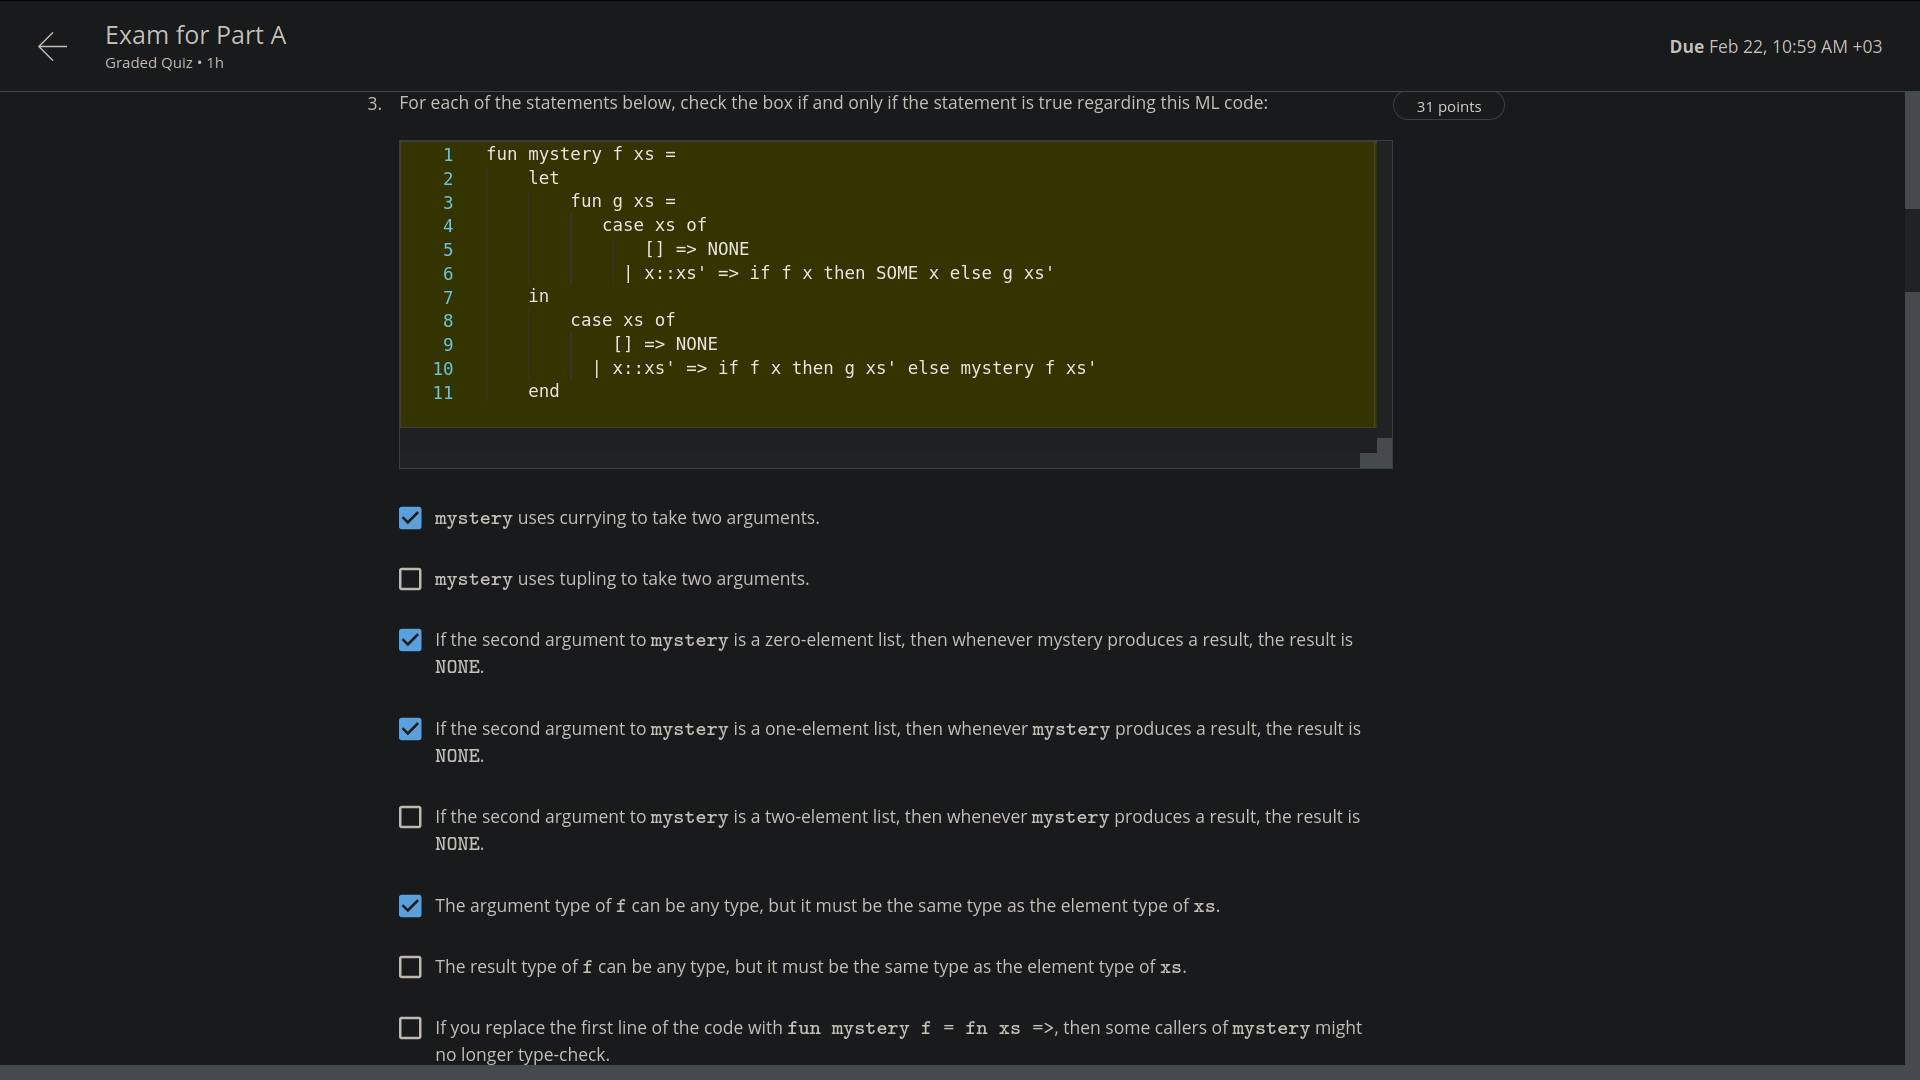 Exam for Part A
Graded Quiz • 1h
Due Feb 22, 10:59 AM +03
3. For each of the statements below, check the box if and only if the statement is true regarding this ML code:
31 points
1 fun mystery f xs =
2 let
3 fun g xs =
4 case xs of
5 [] => NONE
6 | x::xs' => if f x then SOME x else g xs'
7 in
8 case xs of
9 [] => NONE
10 | x::xs' => if f x then g xs' else mystery f xs'
11 end
mystery uses currying to take two arguments.
mystery uses tupling to take two arguments.
If the second argument to mystery is a zero-element list, then whenever mystery produces a result, the result is
NONE.
If the second argument to mystery is a one-element list, then whenever mystery produces a result, the result is
NONE.
If the second argument to mystery is a two-element list, then whenever mystery produces a result, the result is
NONE.
The argument type of f can be any type, but it must be the same type as the element type of xs.
The result type of f can be any type, but it must be the same type as the element type of xs.
If you replace the first line of the code with fun mystery f = fn xs =>, then some callers of mystery might
no longer type-check.